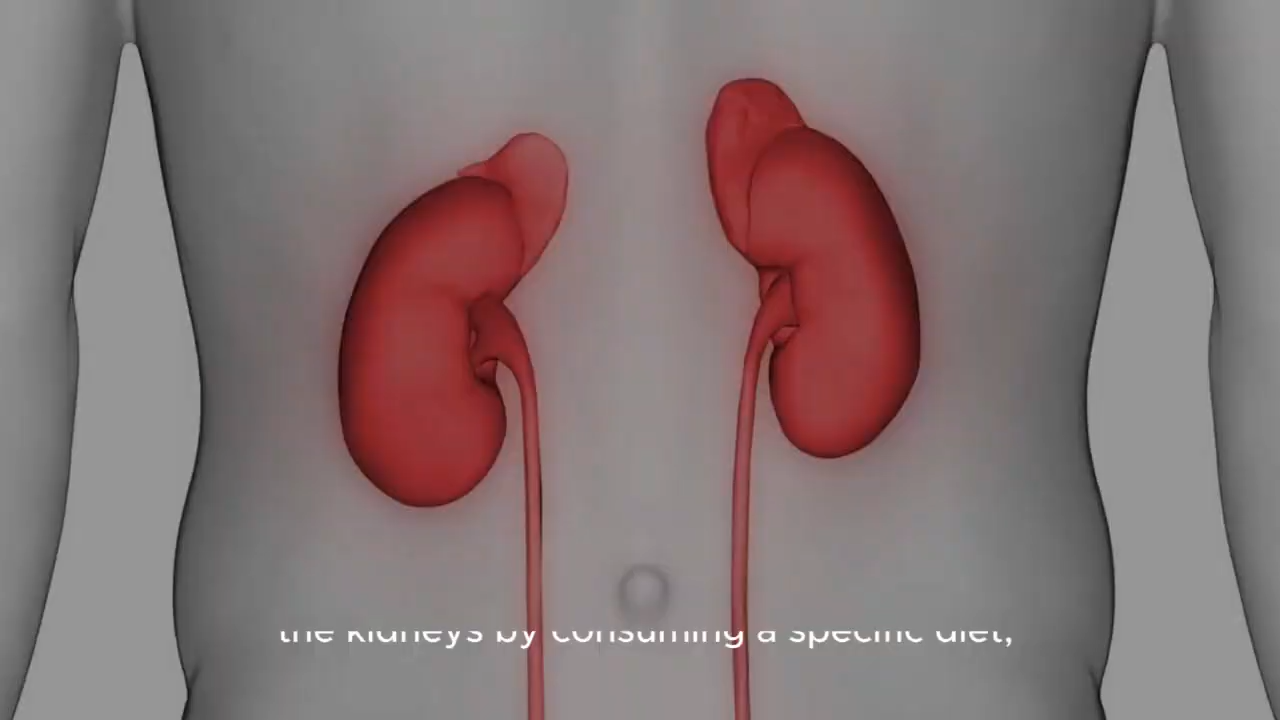 the kidneys by consuming a specific diet,